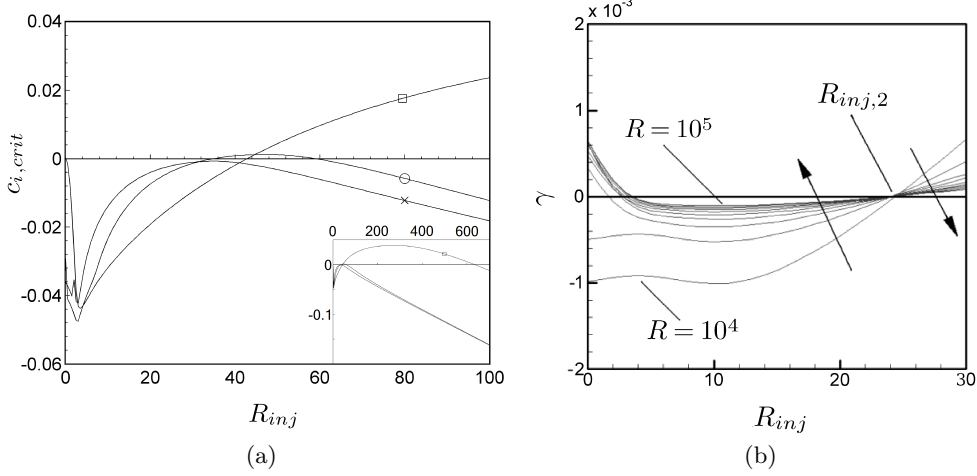 0.04
0.02
0
-0.02
-0.04
-0.06
c_{i,crit}
0 20 40 60 80 100
R_{inj}
0 200 400 600
0
-0.1
(a)
x 10^{-3}
2
1
0
-1
-2
γ
0 10 20 30
R_{inj}
R = 10^5
R_{inj,2}
R = 10^4
(b)